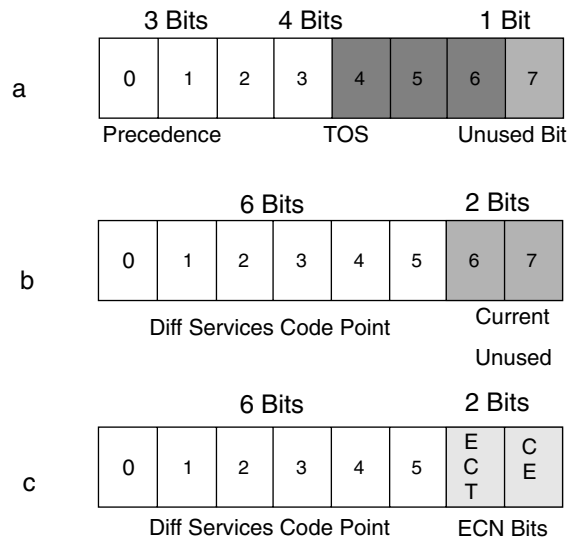 3 Bits 4 Bits 1 Bit
a 0 1 2 3 4 5 6 7
Precedence TOS Unused Bit
6 Bits 2 Bits
b 0 1 2 3 4 5 6 7
Diff Services Code Point Current
Unused
6 Bits 2 Bits
c 0 1 2 3 4 5 ECT CE
Diff Services Code Point ECN Bits